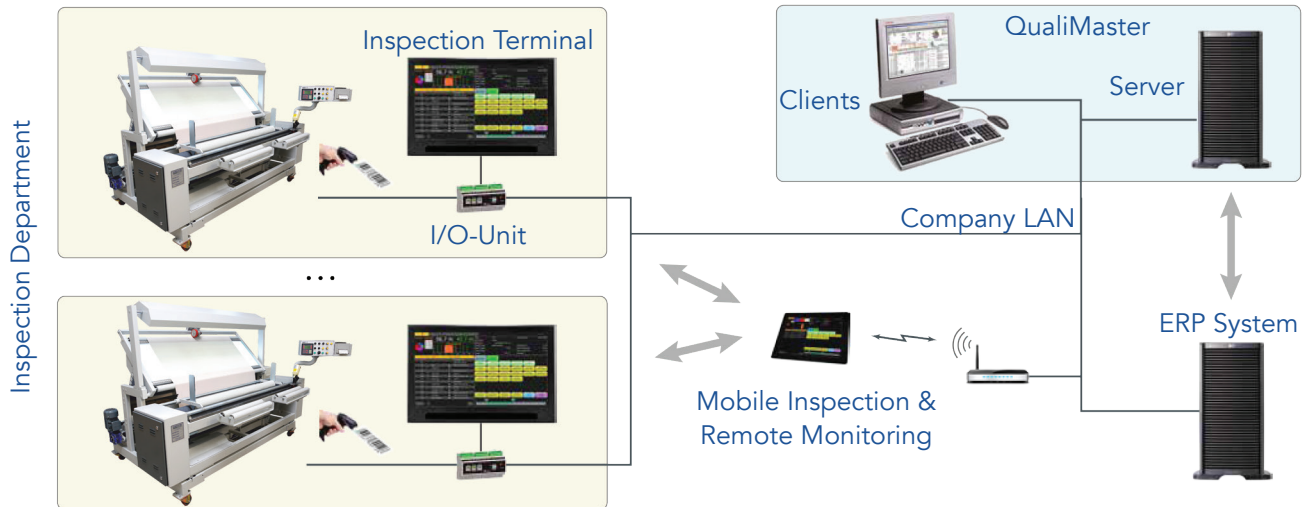 Inspection Department
Inspection Terminal
I/O-Unit
...
QualiMaster
Clients
Server
Company LAN
ERP System
Mobile Inspection &
Remote Monitoring